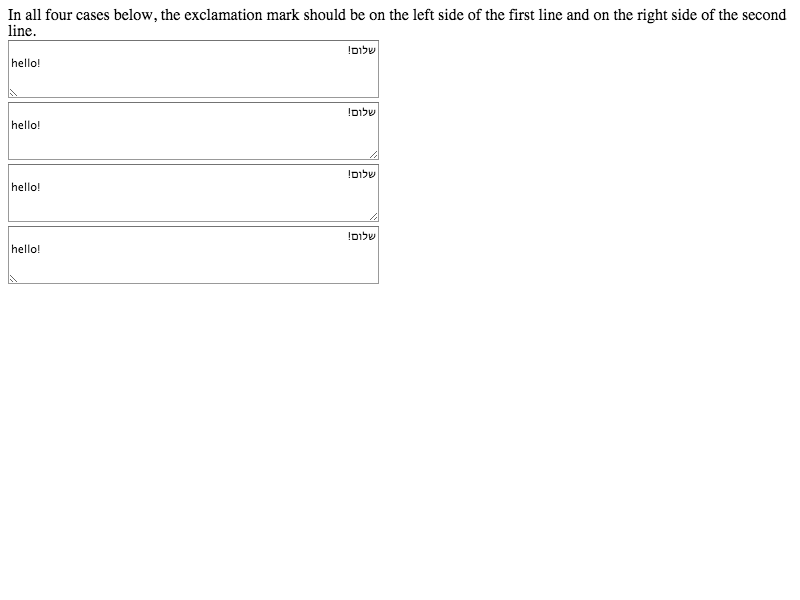 In all four cases below, the exclamation mark should be on the left side of the first line and on the right side of the second
line.
שלום!
hello!
שלום!
hello!
שלום!
hello!
שלום!
hello!